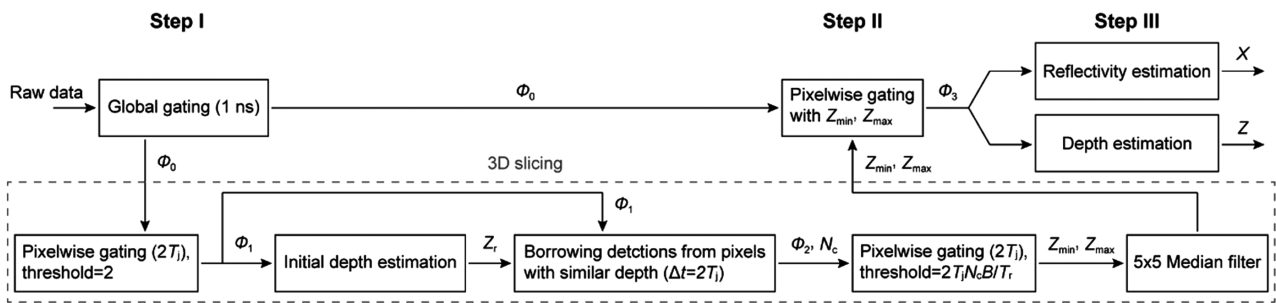 Step I
Step II
Step III
Raw data
Global gating (1 ns)
Φ0
Pixelwise gating
with Zmin, Zmax
Φ3
Reflectivity estimation
X
Depth estimation
Z
Φ0
3D slicing
Zmin, Zmax
Φ1
Pixelwise gating (2Tj),
threshold=2
Φ1
Initial depth estimation
Zr
Borrowing detctions from pixels
with similar depth (Δt=2Tj)
Φ2, Nc
Pixelwise gating (2Tj),
threshold=2TjNcB/Tr
Zmin, Zmax
5x5 Median filter